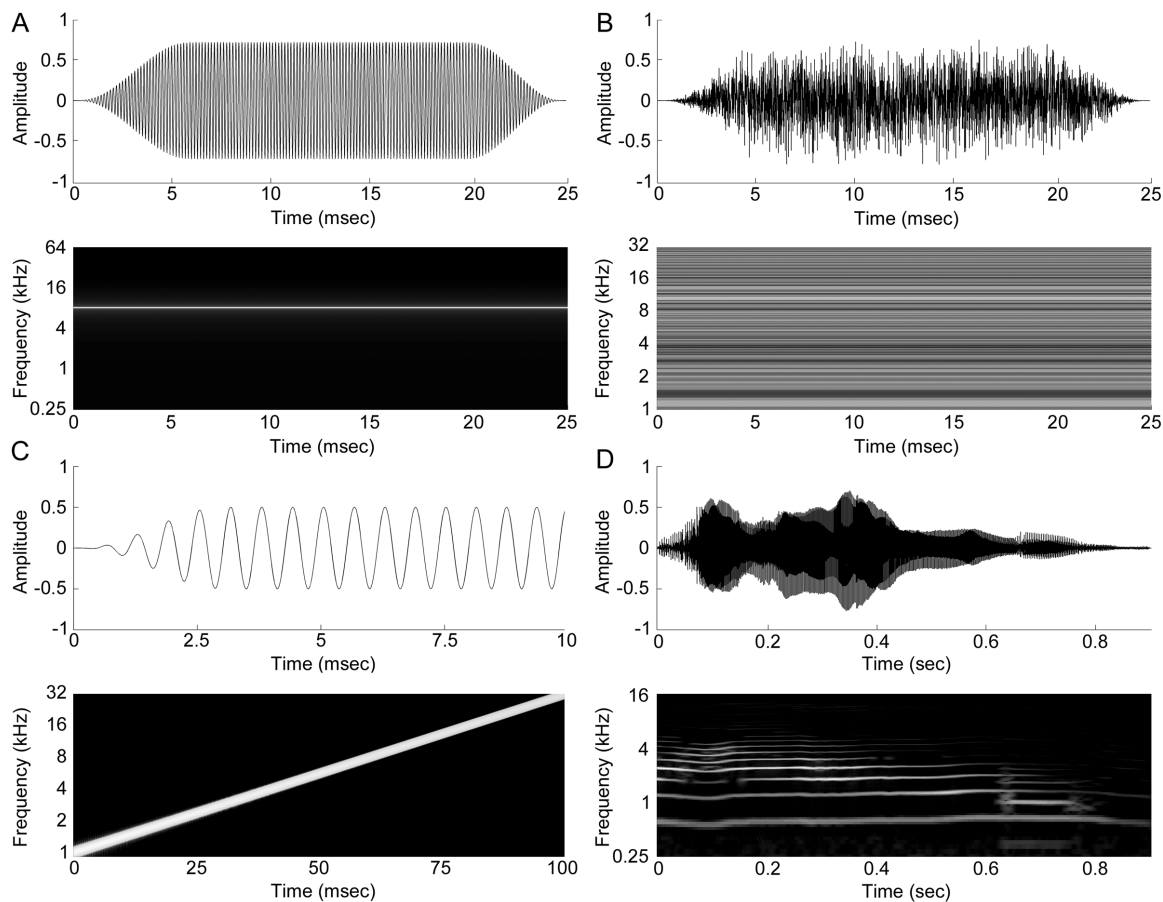 A
Amplitude
1
0.5
0
-0.5
-1
0 5 10 15 20 25
Time (msec)
Frequency (kHz)
64
16
4
1
0.25
0 5 10 15 20 25
Time (msec)
B
Amplitude
1
0.5
0
-0.5
-1
0 5 10 15 20 25
Time (msec)
Frequency (kHz)
32
16
8
4
2
1
0 5 10 15 20 25
Time (msec)
C
Amplitude
1
0.5
0
-0.5
-1
0 2.5 5 7.5 10
Time (msec)
Frequency (kHz)
32
16
8
4
2
1
0 25 50 75 100
Time (msec)
D
Amplitude
1
0.5
0
-0.5
-1
0 0.2 0.4 0.6 0.8
Time (sec)
Frequency (kHz)
16
4
1
0.25
0 0.2 0.4 0.6 0.8
Time (sec)